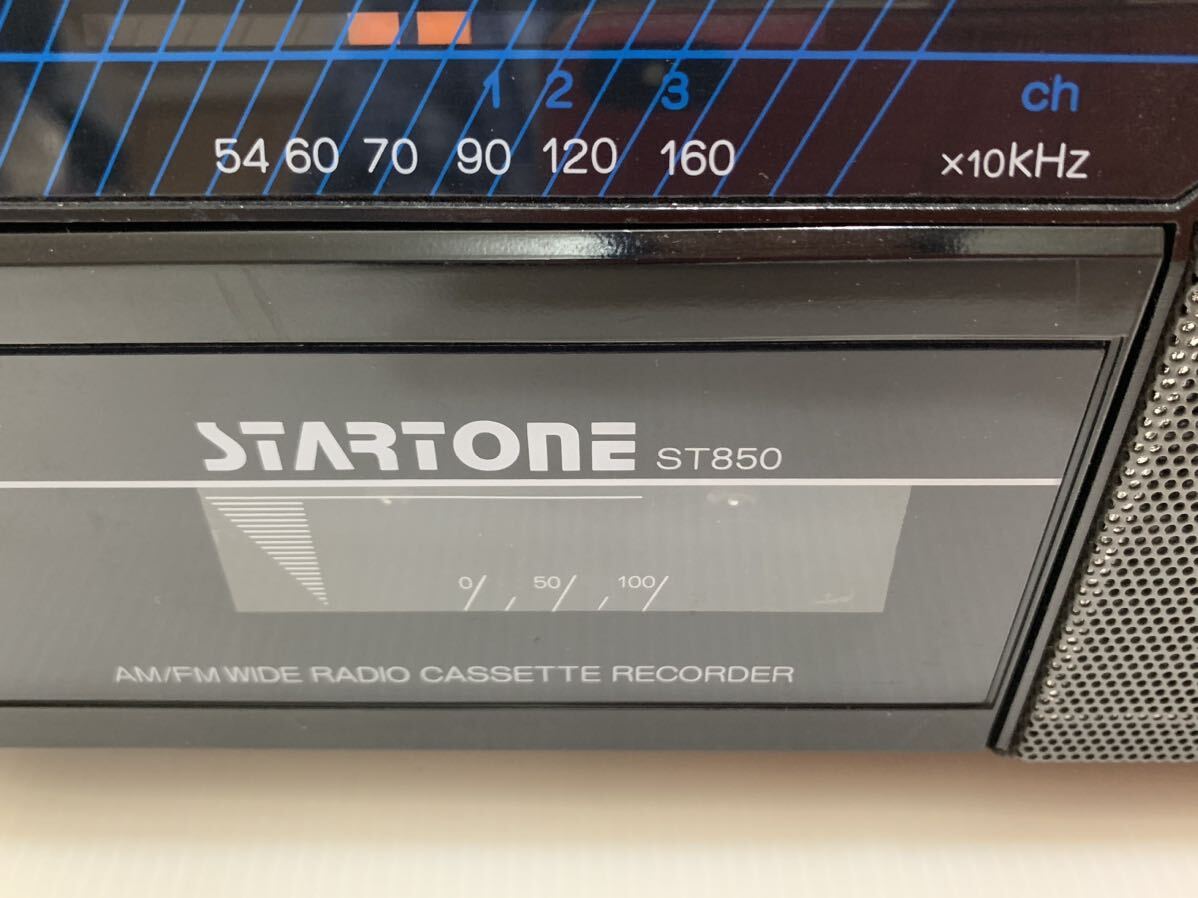 1 2 3 ch
54 60 70 90 120 160 ×10kHz
STARTONE ST850
0/ 50/ 100/
AM/FM WIDE RADIO CASSETTE RECORDER